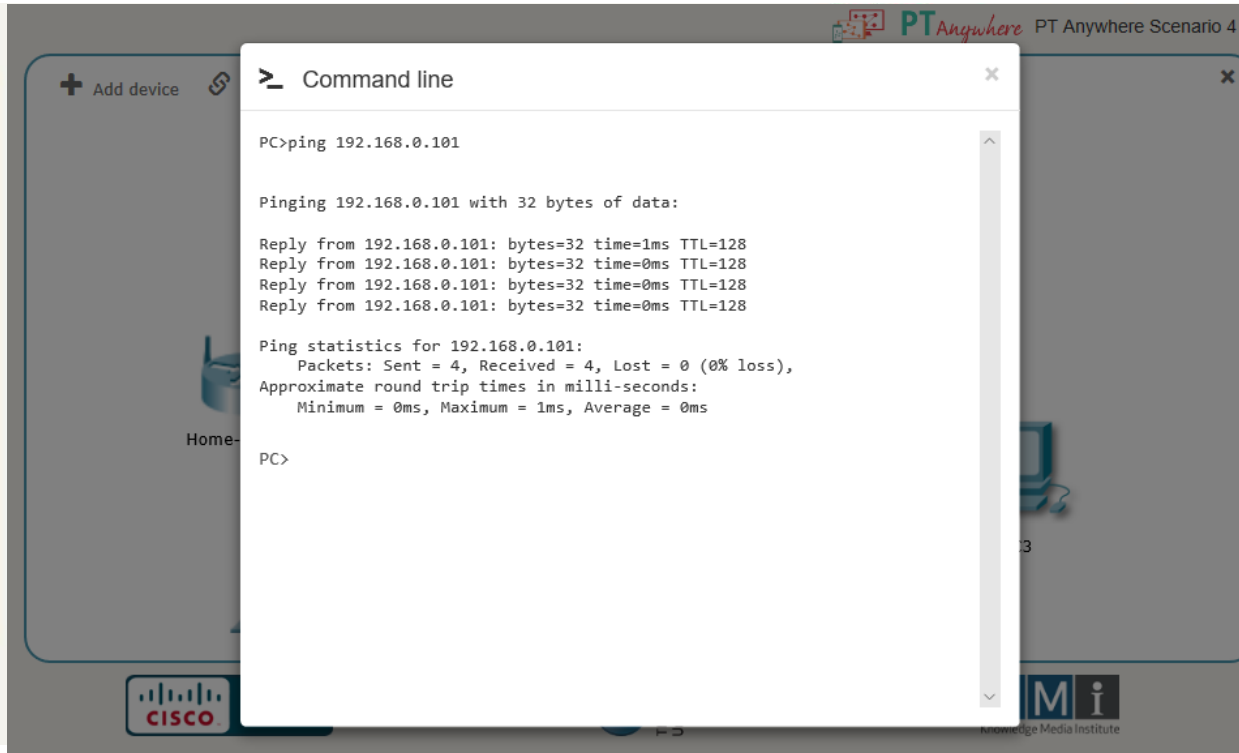 PT Anywhere PT Anywhere Scenario 4
Add device
Command line
PC>ping 192.168.0.101
Pinging 192.168.0.101 with 32 bytes of data:
Reply from 192.168.0.101: bytes=32 time=1ms TTL=128
Reply from 192.168.0.101: bytes=32 time=0ms TTL=128
Reply from 192.168.0.101: bytes=32 time=0ms TTL=128
Reply from 192.168.0.101: bytes=32 time=0ms TTL=128
Ping statistics for 192.168.0.101:
Packets: Sent = 4, Received = 4, Lost = 0 (0% loss),
Approximate round trip times in milli-seconds:
Minimum = 0ms, Maximum = 1ms, Average = 0ms
Home-
PC>
3
CISCO
M i
Knowledge Media Institute